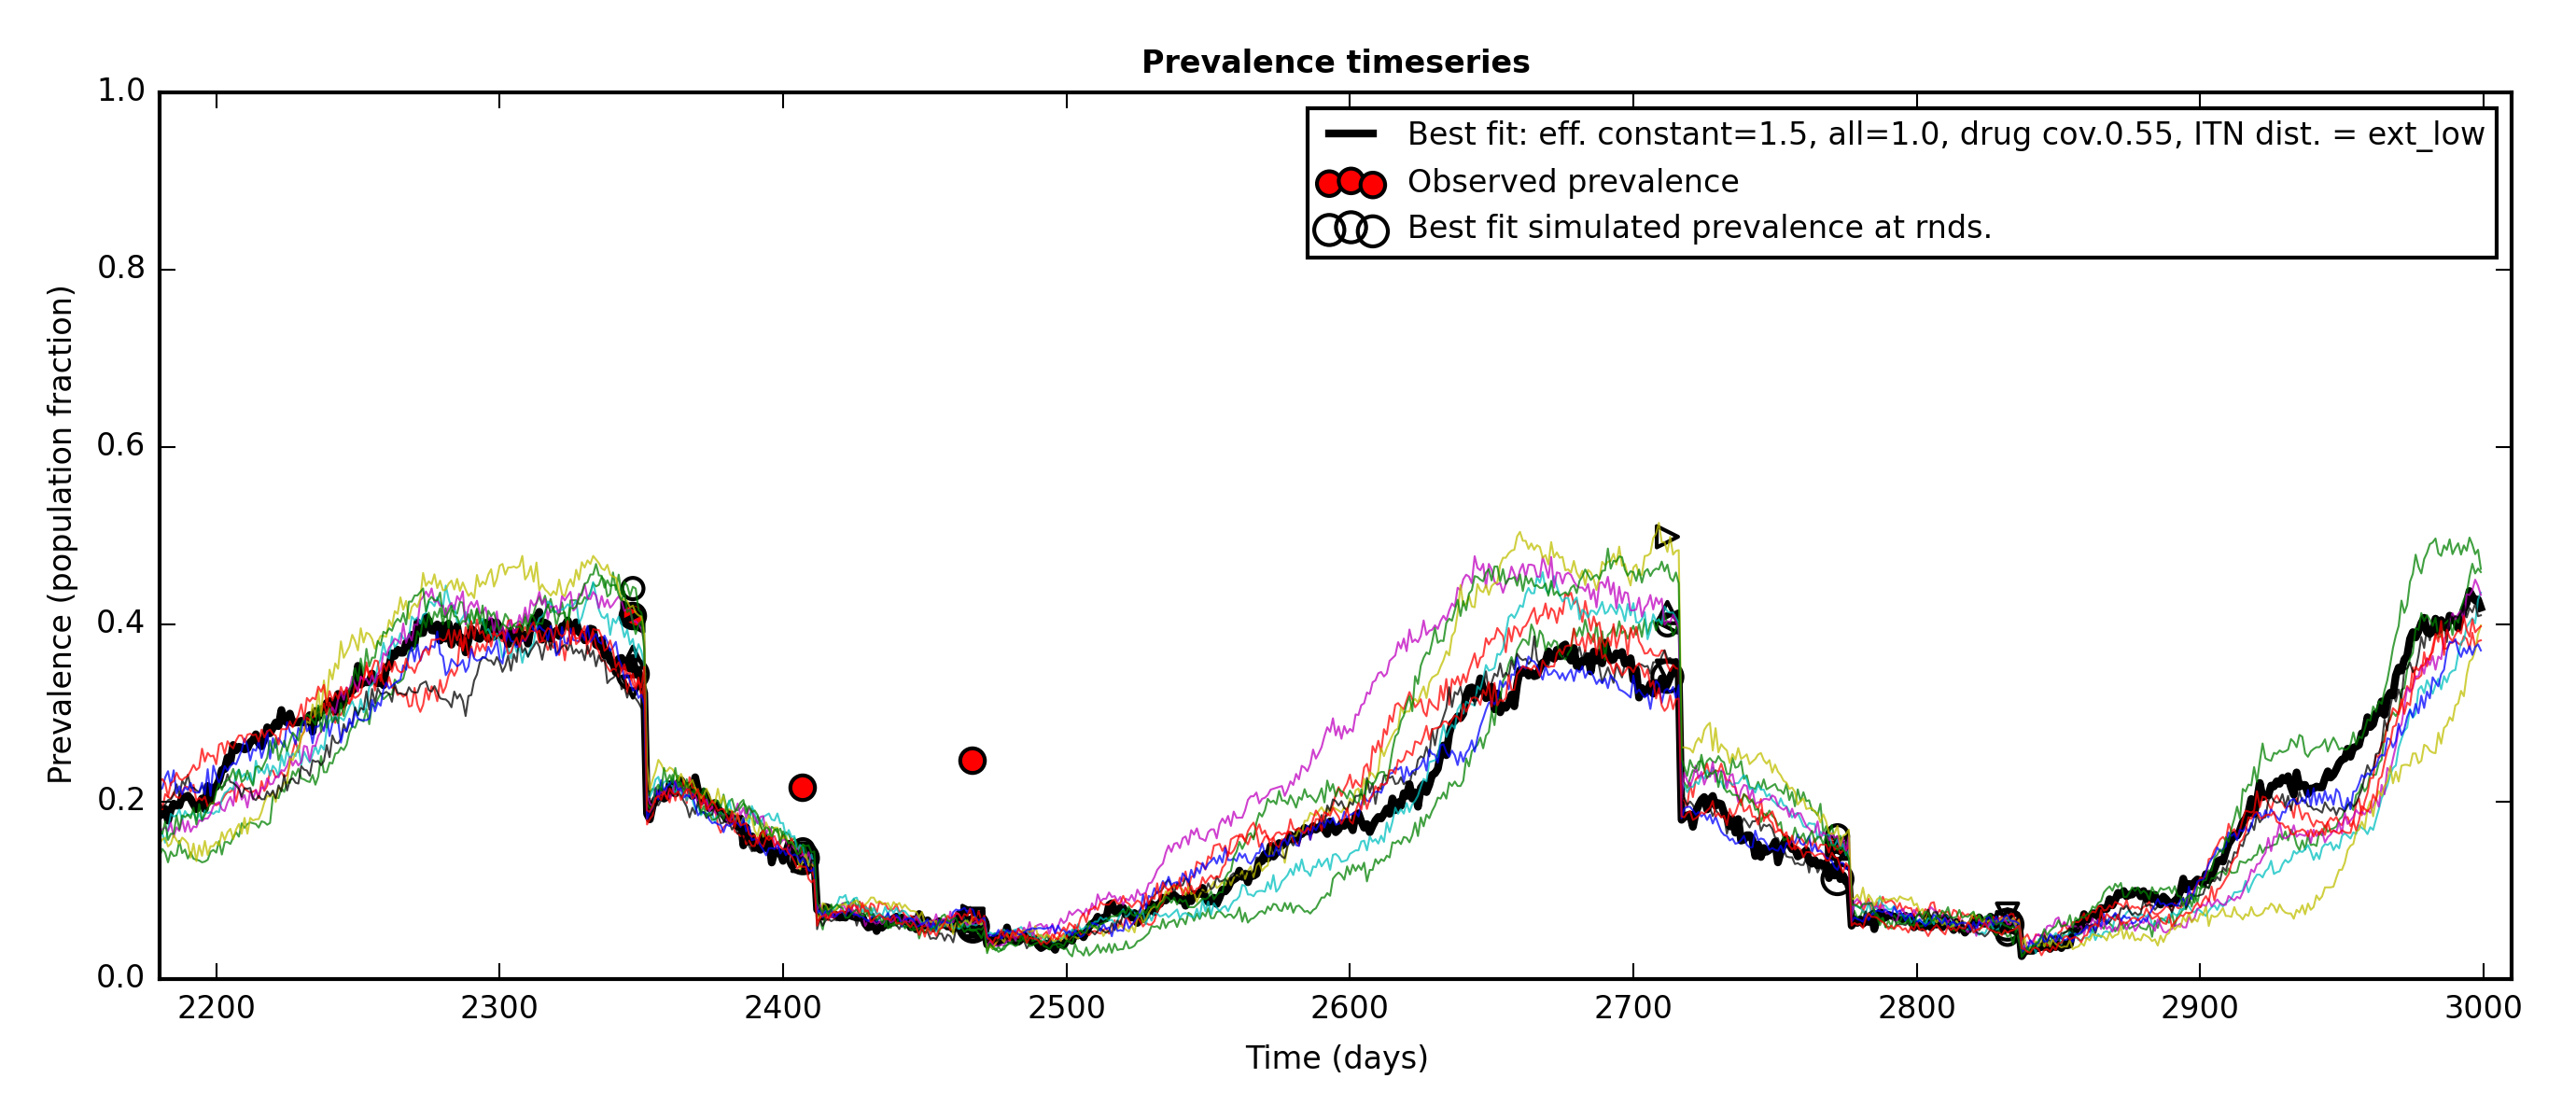 Prevalence timeseries
1.0
0.8
0.6
0.4
0.2
0.0
Prevalence (population fraction)
Best fit: eff. constant=1.5, all=1.0, drug cov.0.55, ITN dist. = ext_low
Observed prevalence
Best fit simulated prevalence at rnds.
2200 2300 2400 2500 2600 2700 2800 2900 3000
Time (days)